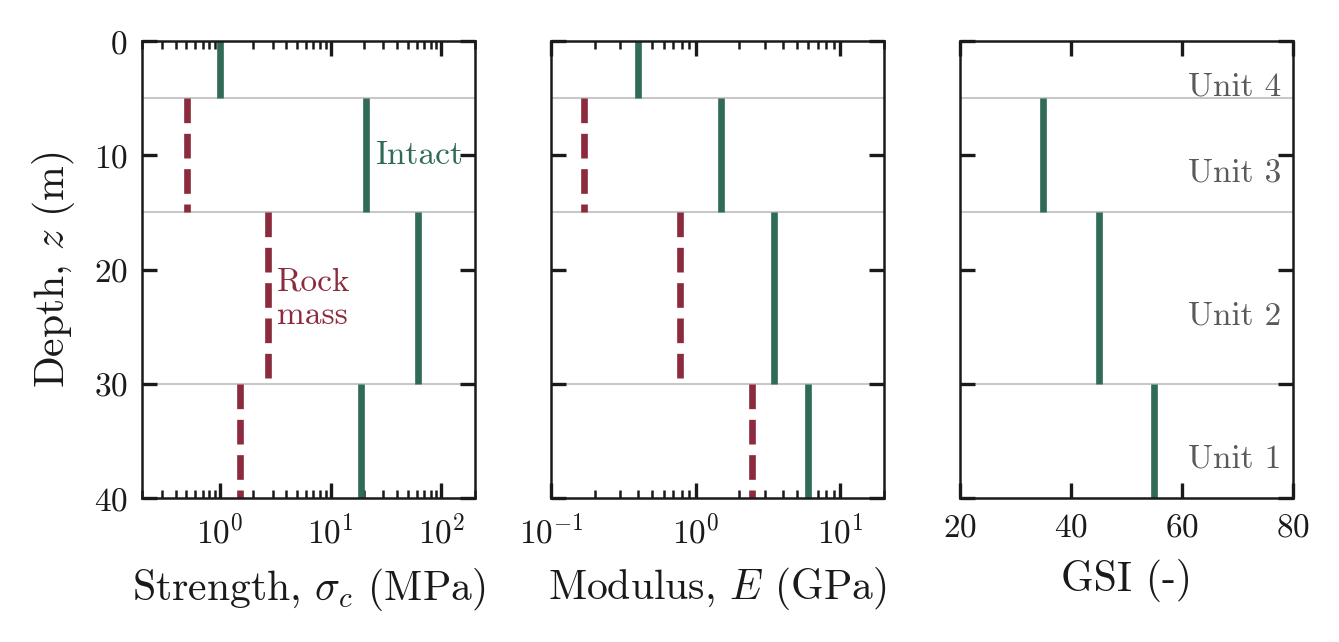 0
10
20
30
40
Depth, z (m)
Intact
Rock
mass
10⁰
10¹
10²
Strength, σ_c (MPa)
10⁻¹
10⁰
10¹
Modulus, E (GPa)
Unit 4
Unit 3
Unit 2
Unit 1
20
40
60
80
GSI (-)